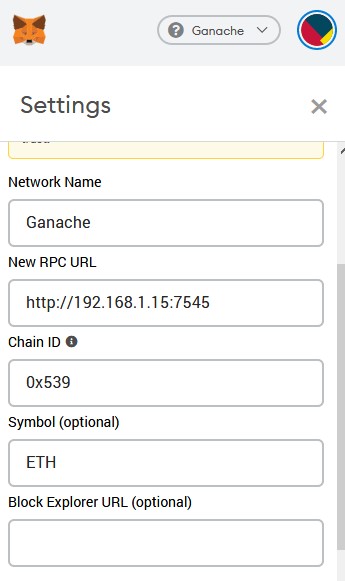 Ganache
Settings
Network Name
Ganache
New RPC URL
http://192.168.1.15:7545
Chain ID
0x539
Symbol (optional)
ETH
Block Explorer URL (optional)